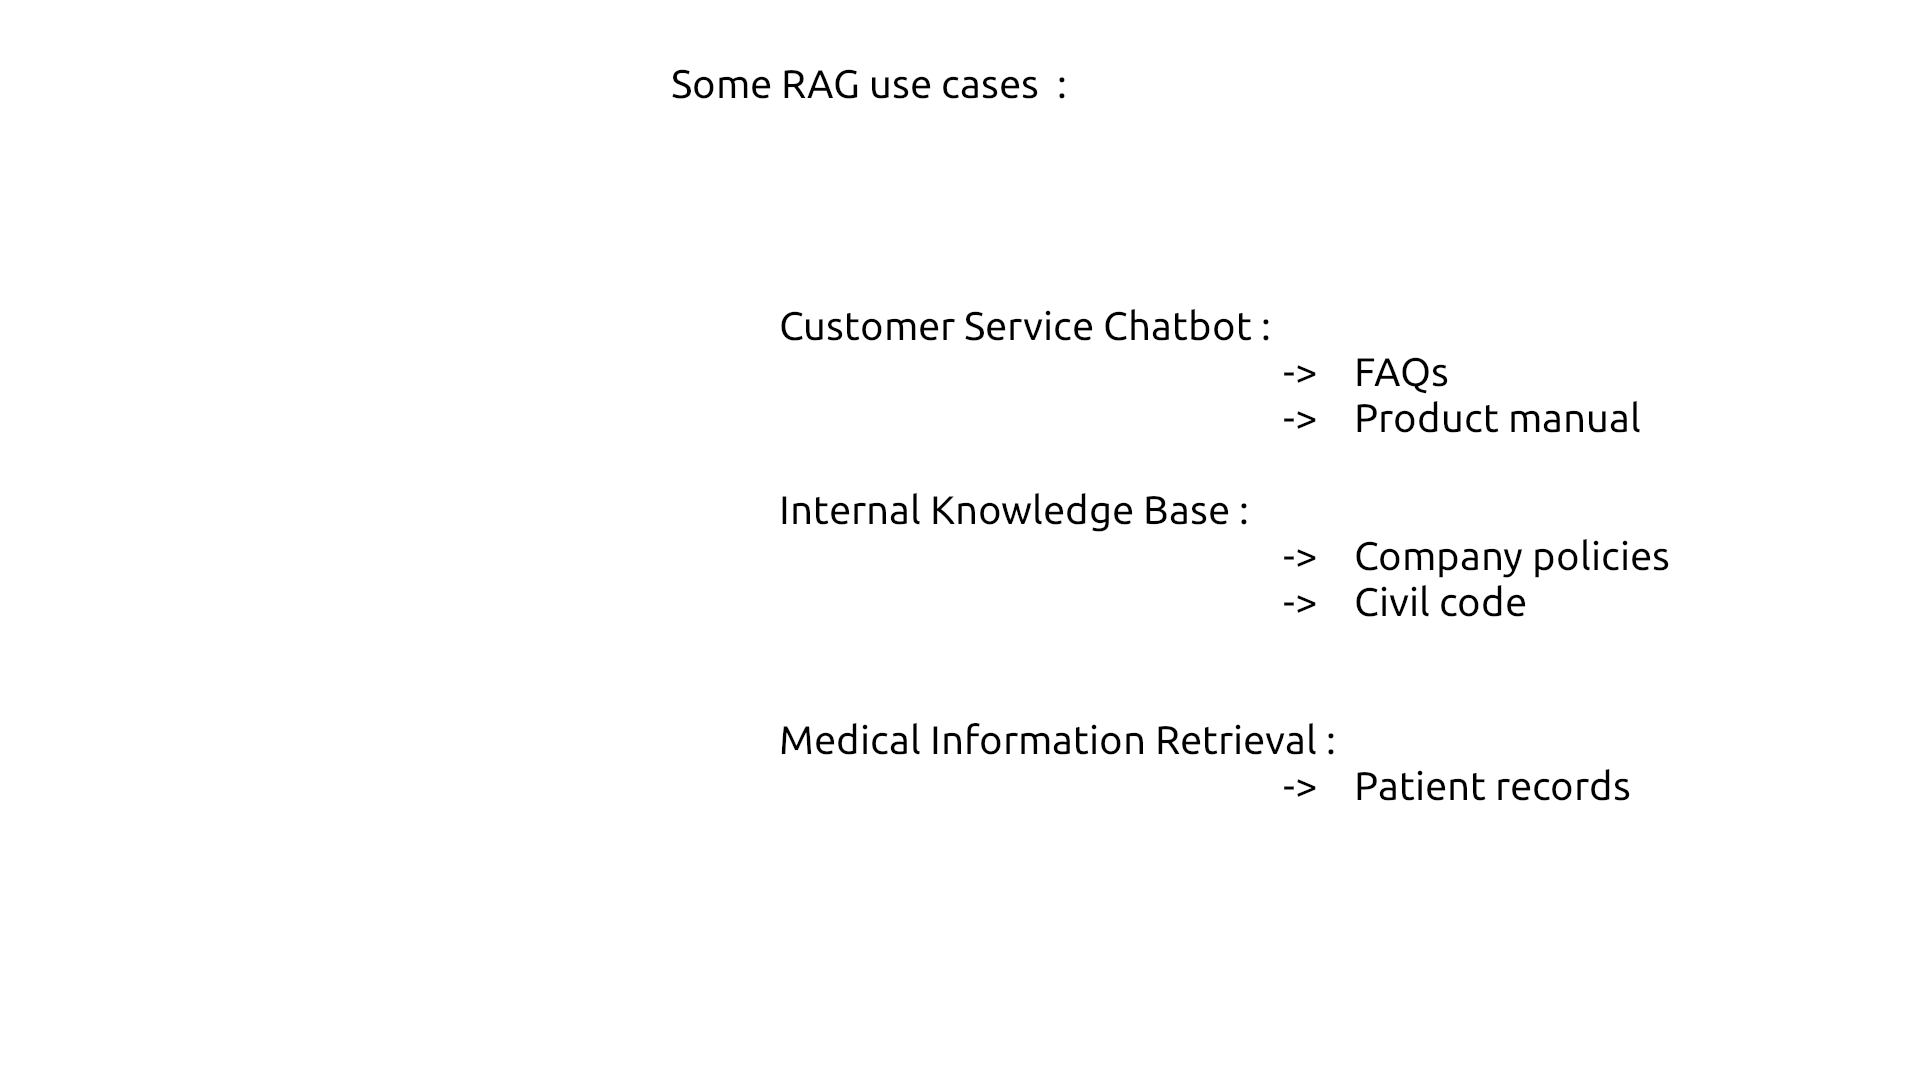 Some RAG use cases  :
Customer Service Chatbot :
->    FAQs
->    Product manual
Internal Knowledge Base :
->    Company policies
->    Civil code
Medical Information Retrieval :
->    Patient records